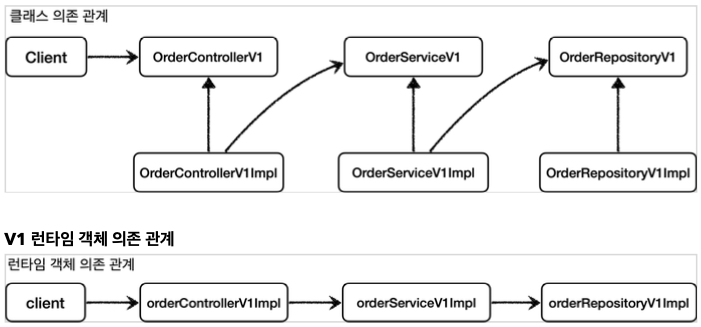 클래스 의존 관계
Client
OrderControllerV1
OrderServiceV1
OrderRepositoryV1
OrderControllerV1Impl
OrderServiceV1Impl
OrderRepositoryV1Impl
V1 런타임 객체 의존 관계
런타임 객체 의존 관계
client
orderControllerV1Impl
orderServiceV1Impl
orderRepositoryV1Impl